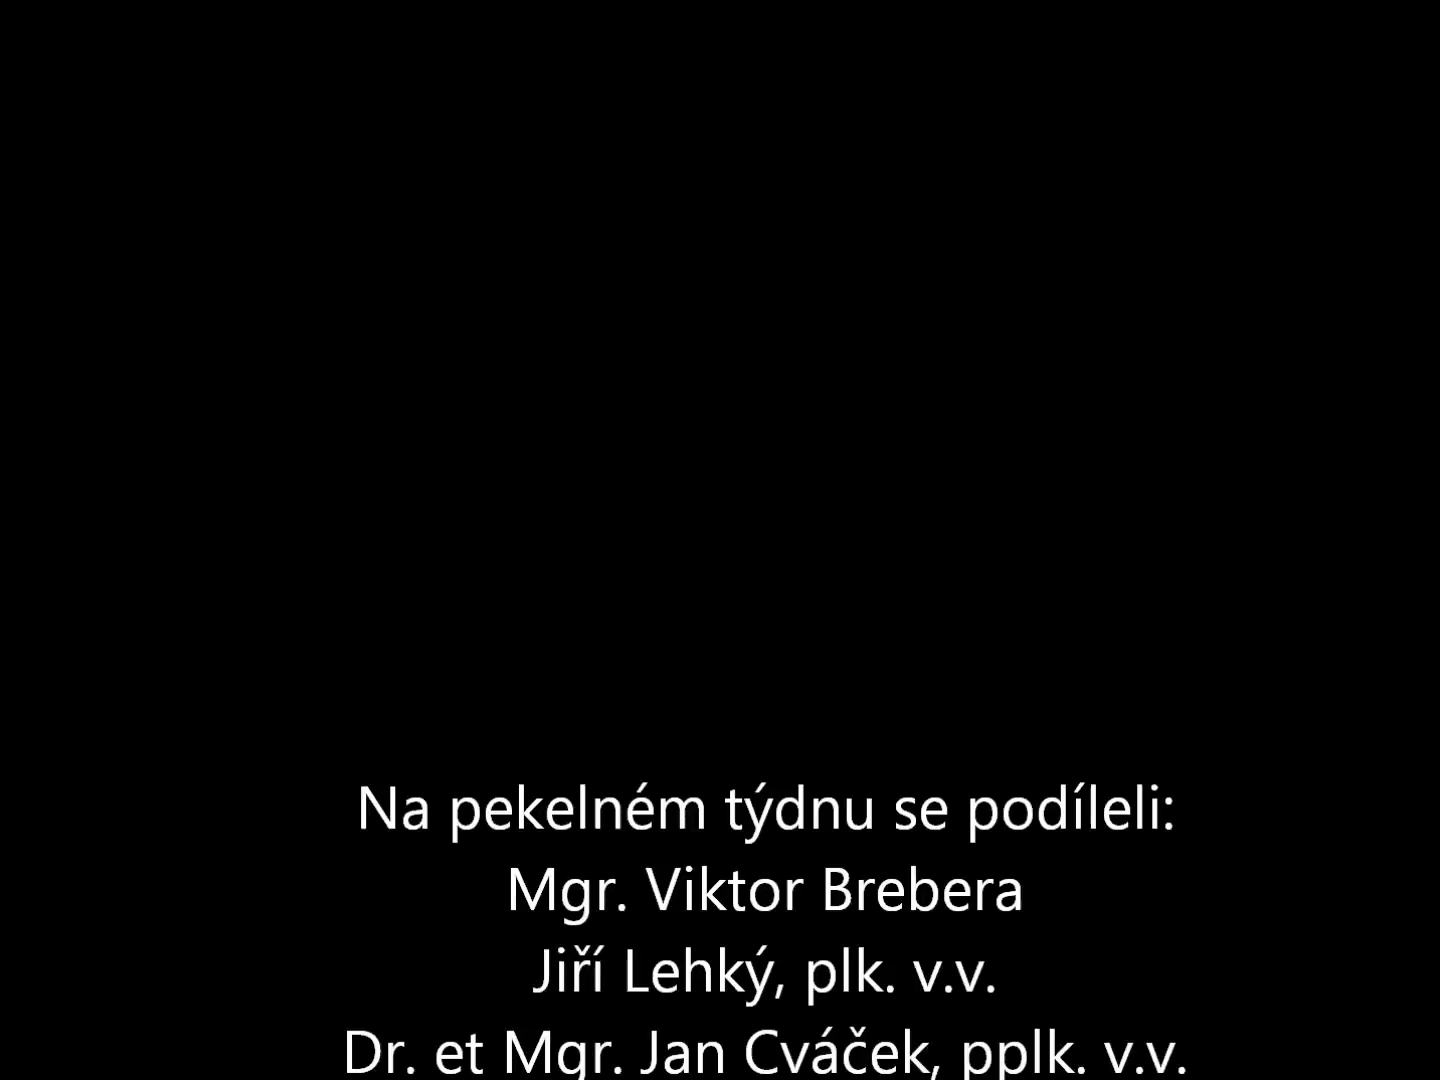 Na pekelném týdnu se podíleli:
Mgr. Viktor Brebera
Jiří Lehký, plk. v.v.
Dr. et Mgr. Jan Cváček, pplk. v.v.